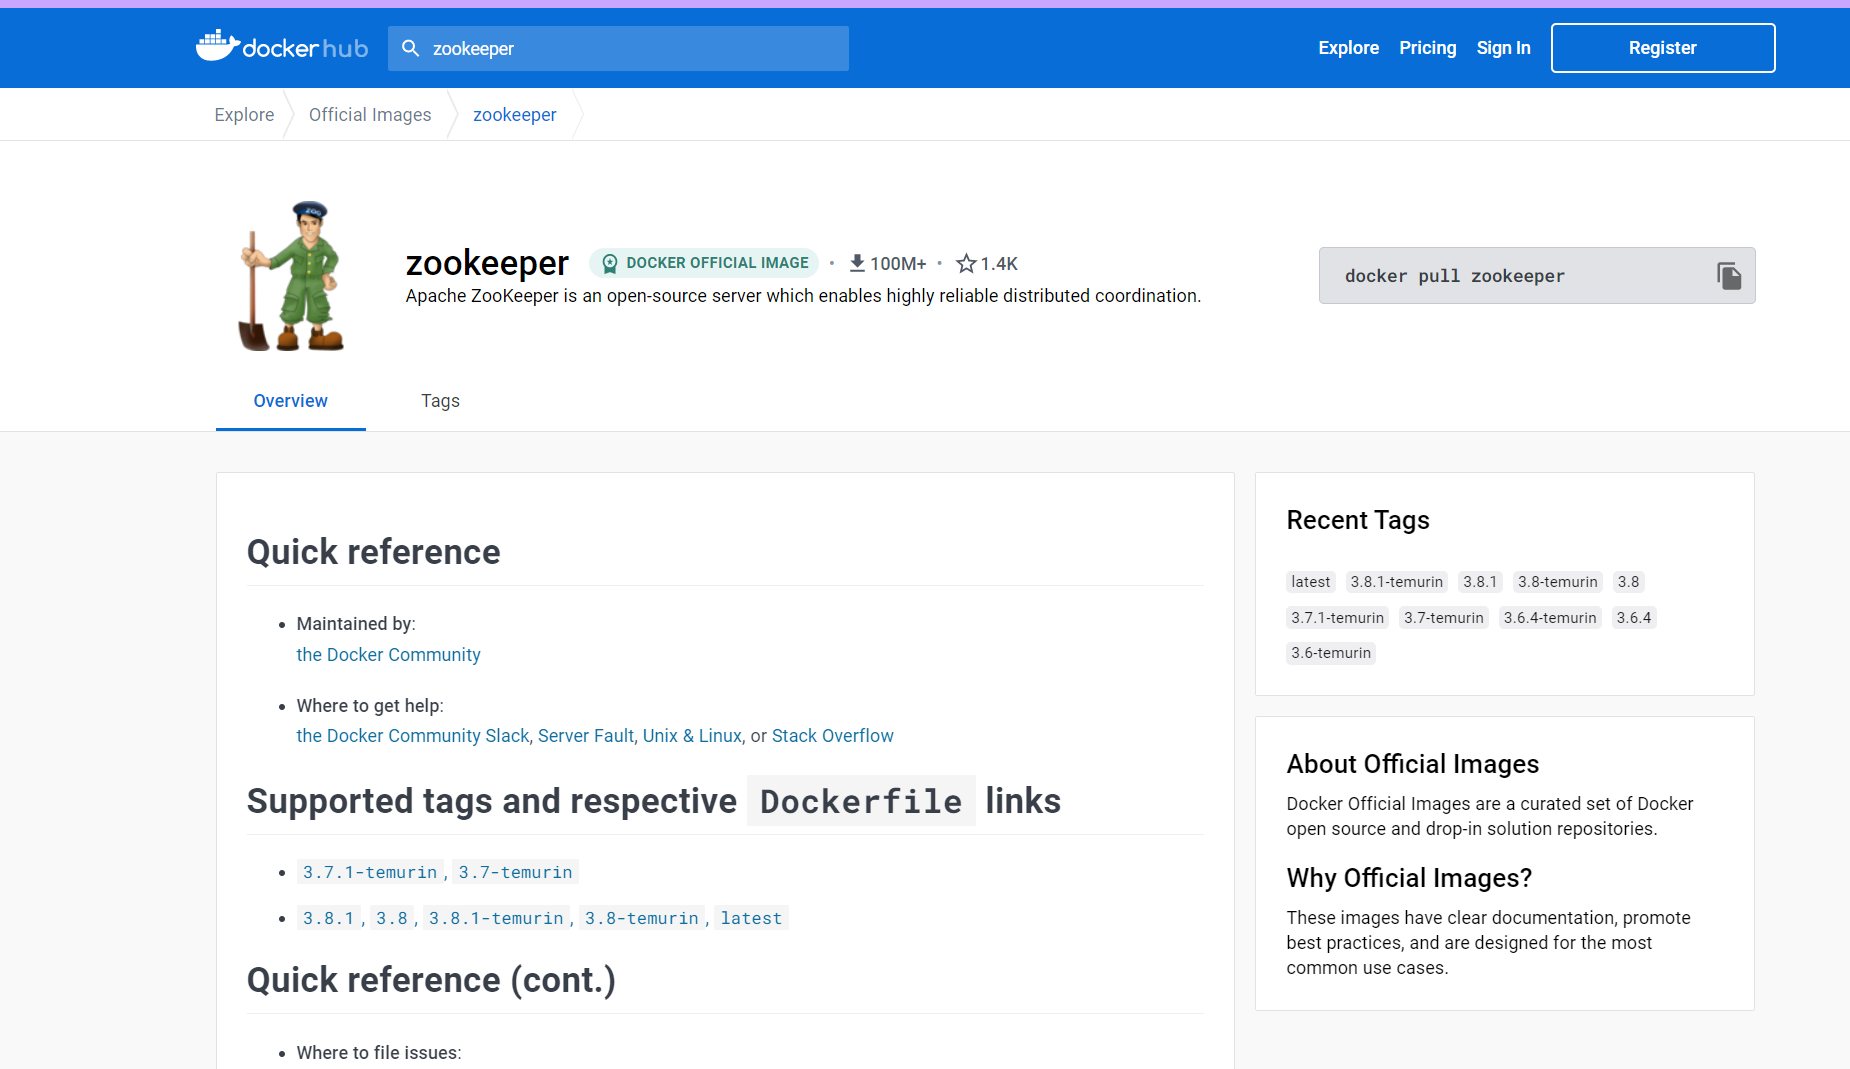 docker hub
zookeeper
Explore Pricing Sign In Register
Explore Official Images zookeeper
ZOO
zookeeper DOCKER OFFICIAL IMAGE • 100M+ • 1.4K
Apache ZooKeeper is an open-source server which enables highly reliable distributed coordination.
docker pull zookeeper
Overview Tags
Quick reference
• Maintained by:
the Docker Community
• Where to get help:
the Docker Community Slack, Server Fault, Unix & Linux, or Stack Overflow
Supported tags and respective Dockerfile links
• 3.7.1-temurin, 3.7-temurin
• 3.8.1, 3.8, 3.8.1-temurin, 3.8-temurin, latest
Quick reference (cont.)
• Where to file issues:
Recent Tags
latest 3.8.1-temurin 3.8.1 3.8-temurin 3.8
3.7.1-temurin 3.7-temurin 3.6.4-temurin 3.6.4
3.6-temurin
About Official Images
Docker Official Images are a curated set of Docker
open source and drop-in solution repositories.
Why Official Images?
These images have clear documentation, promote
best practices, and are designed for the most
common use cases.